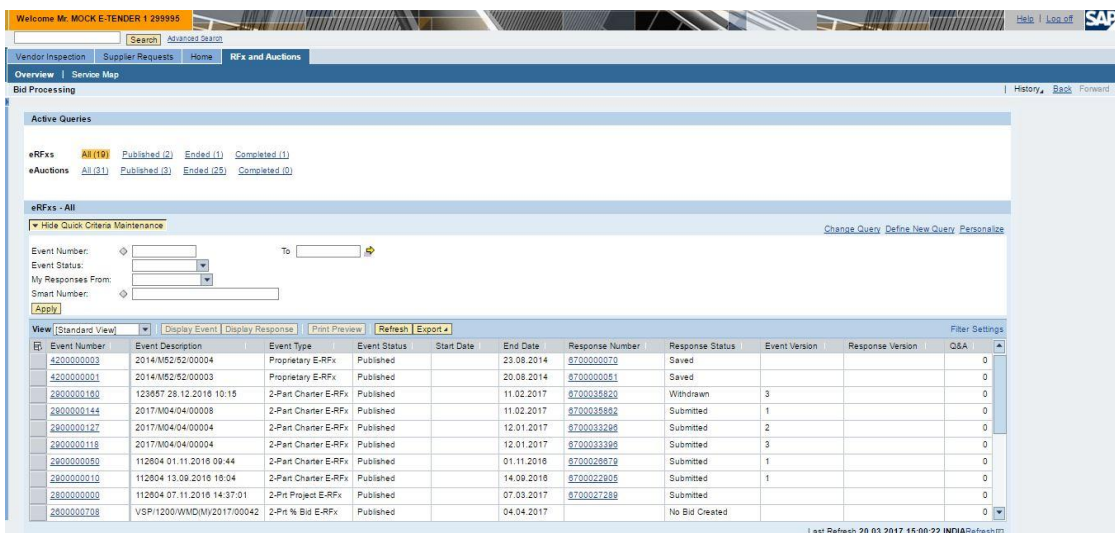 Welcome Mr. MOCK E-TENDER 1 299995 Help | Log off SAP
Search Advanced Search
Vendor Inspection Supplier Requests Home RFx and Auctions
Overview | Service Map
Bid Processing | History Back Forward
Active Queries
eRFxs All (19) Published (2) Ended (1) Completed (1)
eAuctions All (31) Published (3) Ended (25) Completed (0)
eRFxs - All
Hide Quick Criteria Maintenance Change Query Define New Query Personalize
Event Number: To
Event Status:
My Responses From:
Smart Number:
Apply
View [Standard View] Display Event Display Response Print Preview Refresh Export Filter Settings
Event Number Event Description Event Type Event Status Start Date End Date Response Number Response Status Event Version Response Version Q&A
4200000003 2014/M52/52/00004 Proprietary E-RFx Published 23.08.2014 6700000070 Saved 0
4200000001 2014/M52/52/00003 Proprietary E-RFx Published 20.08.2014 6700000051 Saved 0
2900000160 123657 28.12.2016 10:15 2-Part Charter E-RFx Published 11.02.2017 6700035820 Withdrawn 3 0
2900000144 2017/M04/04/00008 2-Part Charter E-RFx Published 11.02.2017 6700035862 Submitted 1 0
2900000127 2017/M04/04/00004 2-Part Charter E-RFx Published 12.01.2017 6700033296 Submitted 2 0
2900000118 2017/M04/04/00004 2-Part Charter E-RFx Published 12.01.2017 6700033396 Submitted 3 0
2900000050 112604 01.11.2016 09:44 2-Part Charter E-RFx Published 01.11.2016 6700026679 Submitted 1 0
2900000010 112604 13.09.2016 16:04 2-Part Charter E-RFx Published 14.09.2016 6700022905 Submitted 1 0
2800000000 112604 07.11.2016 14:37:01 2-Prt Project E-RFx Published 07.03.2017 6700027289 Submitted 0
2600000708 VSP/1200/WMD(M)/2017/00042 2-Prt % Bid E-RFx Published 04.04.2017 No Bid Created 0
Last Refresh 20.03.2017 15:00:22 INDIA Refresh